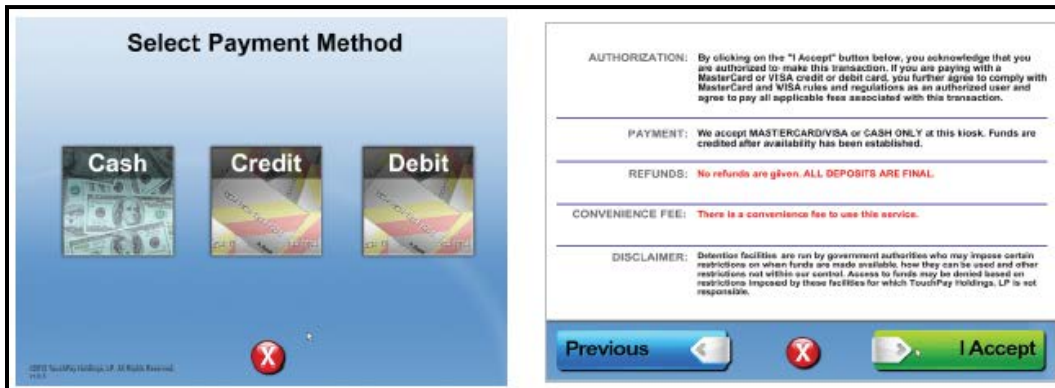 Select Payment Method
Cash
Credit
Debit
X
©2012 TouchPay Holdings, LP. All Rights Reserved.
AUTHORIZATION: By clicking on the "I Accept" button below, you acknowledge that you
are authorized to make this transaction. If you are paying with a
MasterCard or VISA credit or debit card, you further agree to comply with
MasterCard and VISA rules and regulations as an authorized user and
agree to pay all applicable fees associated with this transaction.
PAYMENT: We accept MASTERCARD/VISA or CASH ONLY at this kiosk. Funds are
credited after availability has been established.
REFUNDS: No refunds are given. ALL DEPOSITS ARE FINAL.
CONVENIENCE FEE: There is a convenience fee to use this service.
DISCLAIMER: Detention facilities are run by government authorities who may impose certain
restrictions on when funds are made available, how they can be used and other
restrictions not within our control. Access to funds may be denied based on
restrictions imposed by these facilities for which TouchPay Holdings, LP is not
responsible.
Previous
X
I Accept